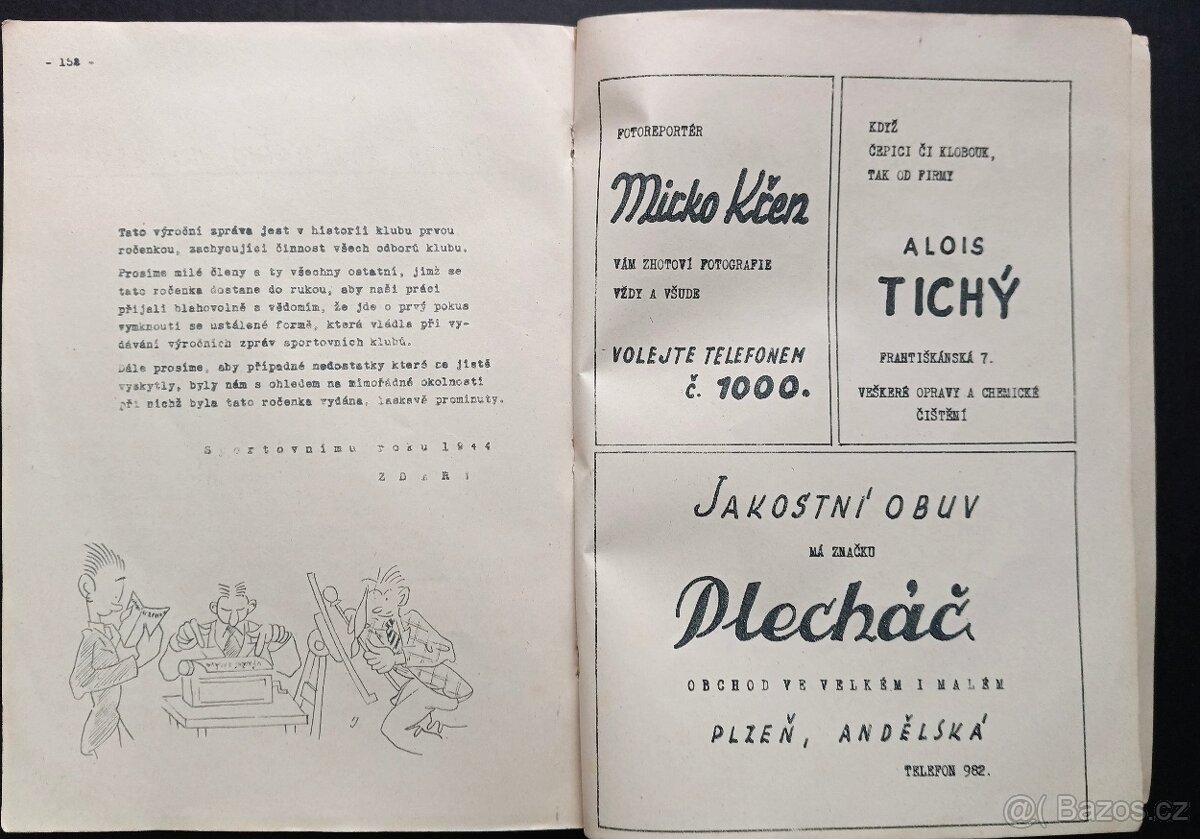 - 152 -
Tato výroční zpráva jest v historii klubu prvou
ročenkou, zachycující činnost všech odborů klubu.
Prosíme milé členy a ty všechny ostatní, jimž se
tato ročenka dostane do rukou, aby naši práci
přijali blahovolně s vědomím, že jde o prvý pokus
vymknouti se ustálené formě, která vládla při vy-
dávání výročních zpráv sportovních klubů.
Dále prosíme, aby případné nedostatky které se jistě
vyskytly, byly nám s ohledem na mimořádné okolnosti
při nichž byla tato ročenka vydána, laskavě prominuty.
Sportovnímu roku 1944
ZDAR!
VÝROČNÍ ZPRÁVA
FOTOREPORTÉR
Mirko Křen
VÁM ZHOTOVÍ FOTOGRAFIE
VŽDY A VŠUDE
VOLEJTE TELEFONEM
č. 1000.
KDYŽ
ČEPICI ČI KLOBOUK,
TAK OD FIRMY
ALOIS
TICHÝ
FRANTIŠKÁNSKÁ 7.
VEŠKERÉ OPRAVY A CHEMICKÉ
ČIŠTĚNÍ
JAKOSTNÍ OBUV
MÁ ZNAČKU
Plecháč
OBCHOD VE VELKÉM I MALÉM
PLZEŇ, ANDĚLSKÁ
TELEFON 982.
@( Bazos.cz